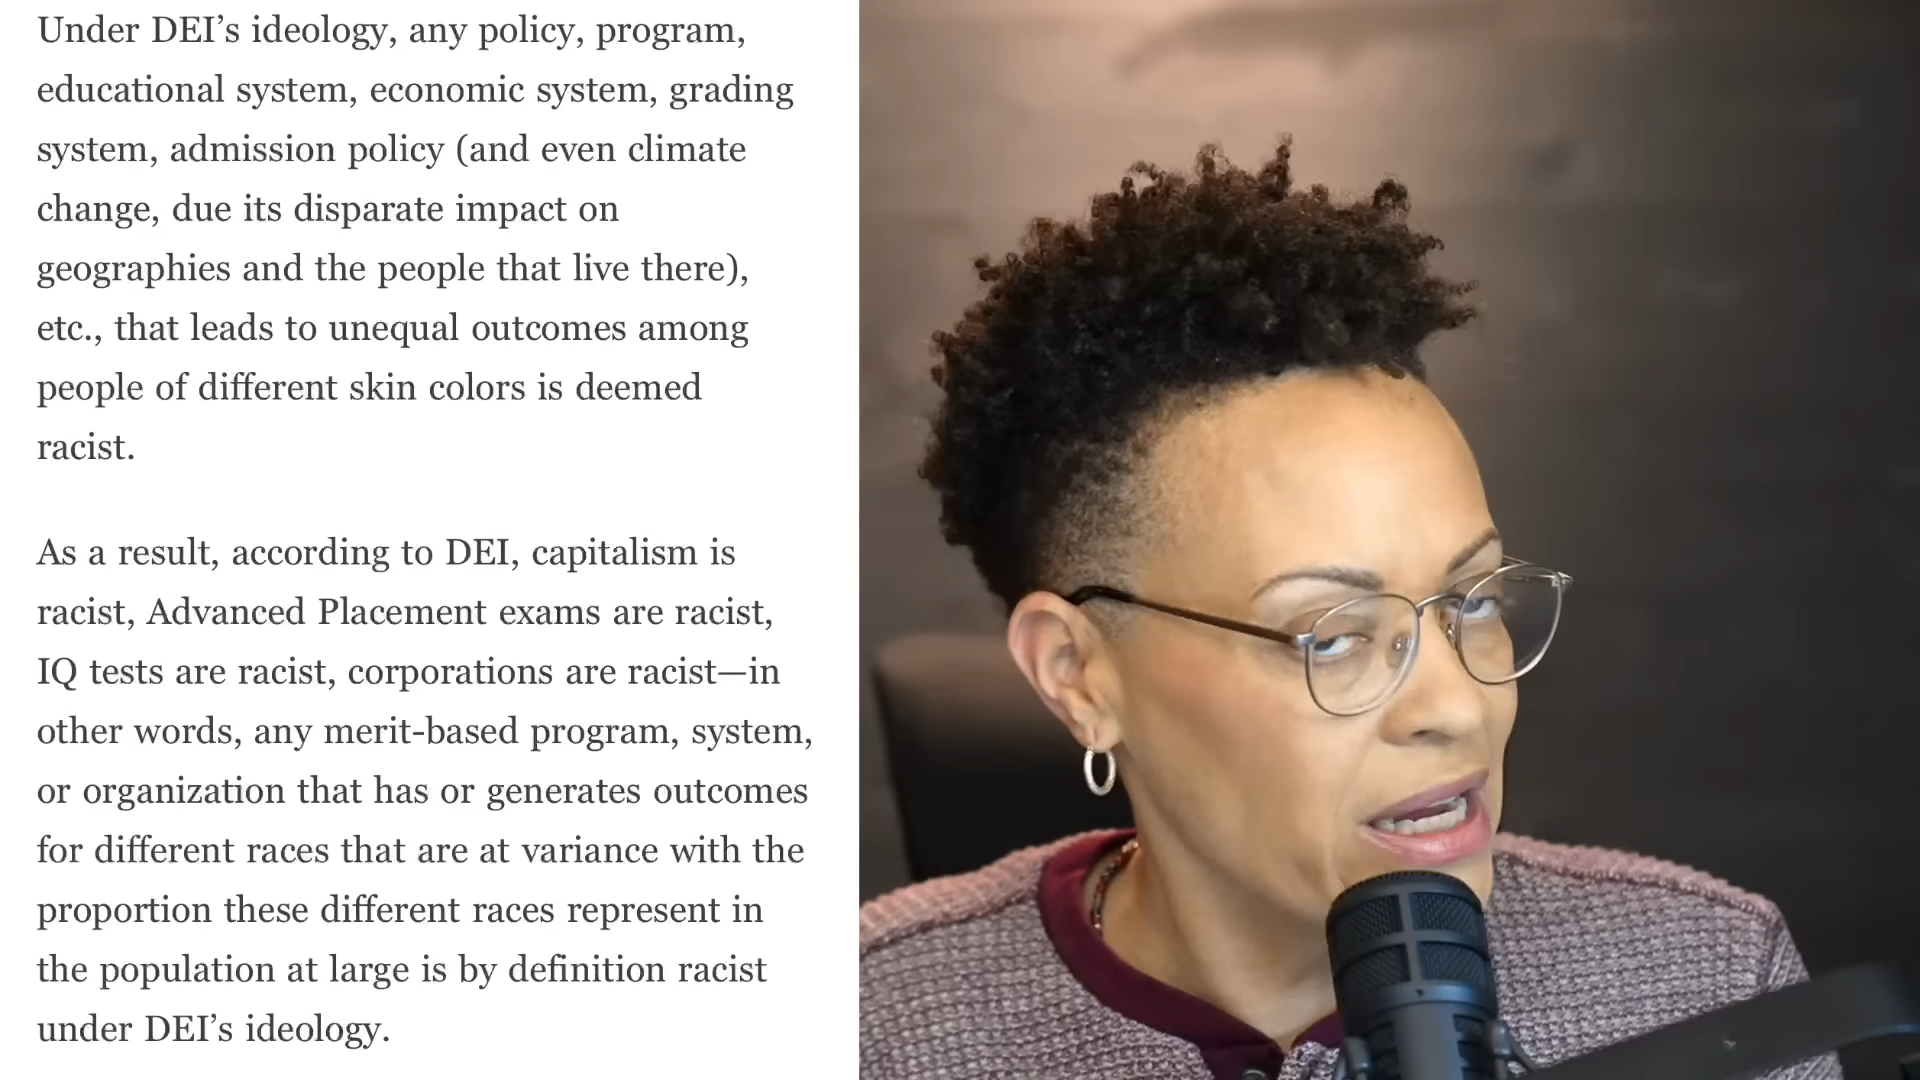 Under DEI’s ideology, any policy, program,
educational system, economic system, grading
system, admission policy (and even climate
change, due its disparate impact on
geographies and the people that live there),
etc., that leads to unequal outcomes among
people of different skin colors is deemed
racist.
As a result, according to DEI, capitalism is
racist, Advanced Placement exams are racist,
IQ tests are racist, corporations are racist—in
other words, any merit-based program, system,
or organization that has or generates outcomes
for different races that are at variance with the
proportion these different races represent in
the population at large is by definition racist
under DEI’s ideology.